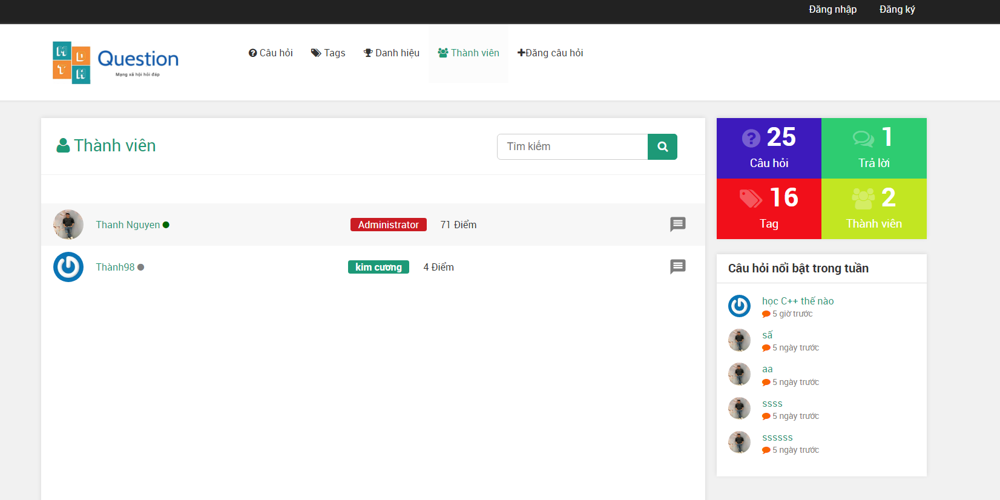 Đăng nhập Đăng ký
H D T H
Question
Mạng xã hội hỏi đáp
Câu hỏi Tags Danh hiệu Thành viên Đăng câu hỏi
Thành viên
Tìm kiếm
Thanh Nguyen Administrator 71 Điểm
Thành98 kim cương 4 Điểm
25
Câu hỏi
1
Trả lời
16
Tag
2
Thành viên
Câu hỏi nổi bật trong tuần
học C++ thế nào
5 giờ trước
sấ
5 ngày trước
aa
5 ngày trước
ssss
5 ngày trước
ssssss
5 ngày trước